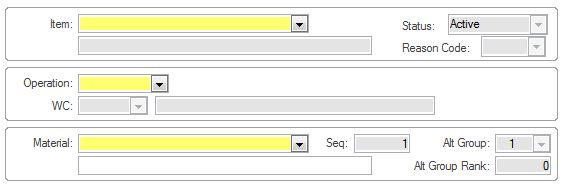 Item: Status: Active
Reason Code:
Operation:
WC:
Material: Seq: 1 Alt Group: 1
Alt Group Rank: 0